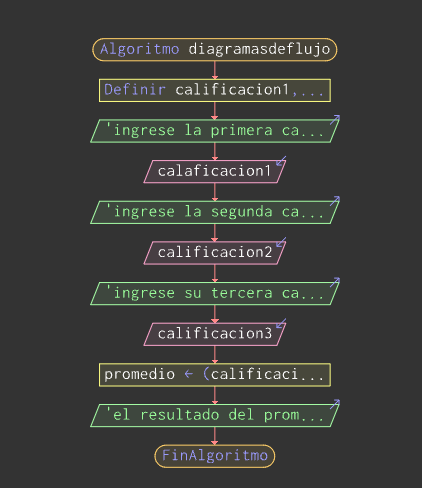 Algoritmo diagramasdeflujo
Definir calificacion1,...
'ingrese la primera ca...
calaficacion1
'ingrese la segunda ca...
calificacion2
'ingrese su tercera ca...
calificacion3
promedio ← (calificaci...
'el resultado del prom...
FinAlgoritmo